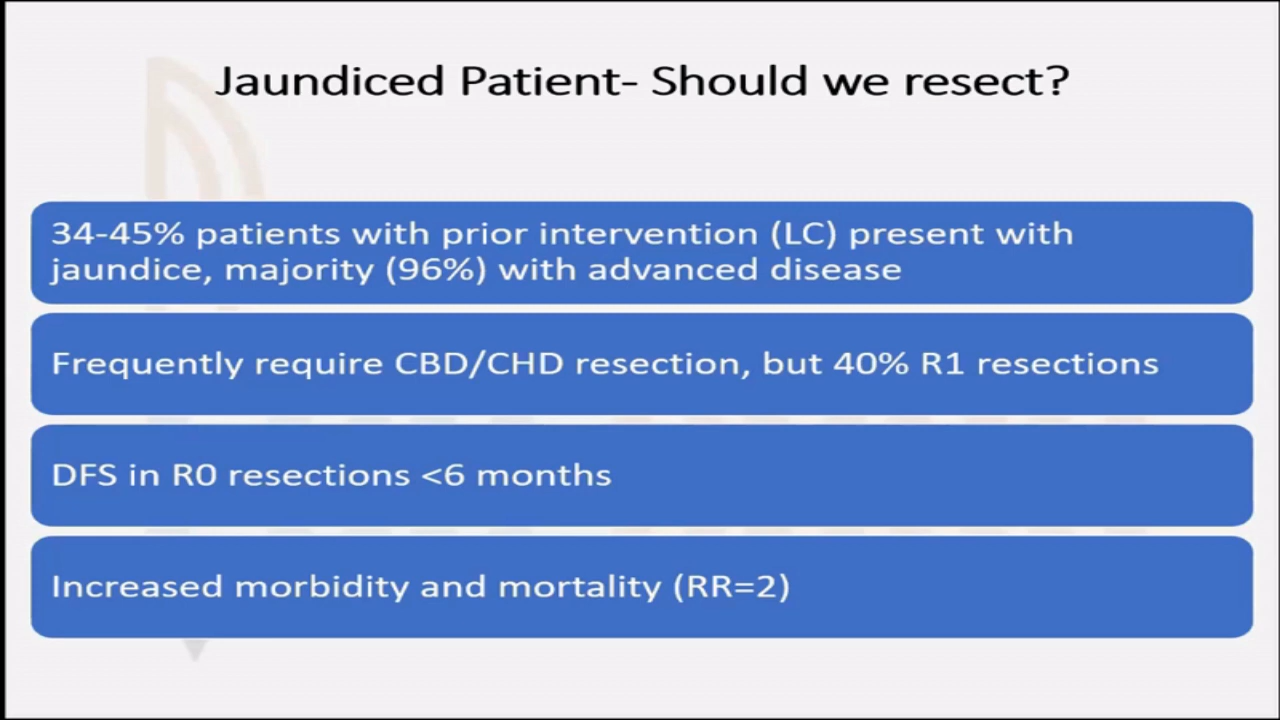 Jaundiced Patient- Should we resect?
34-45% patients with prior intervention (LC) present with
jaundice, majority (96%) with advanced disease
Frequently require CBD/CHD resection, but 40% R1 resections
DFS in R0 resections <6 months
Increased morbidity and mortality (RR=2)